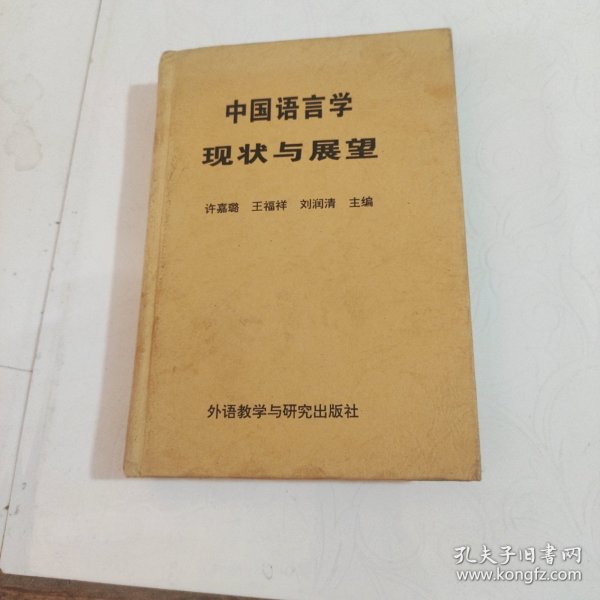 中国语言学
现状与展望
许嘉璐 王福祥 刘润清 主编
外语教学与研究出版社
孔夫子旧书网
www.kongfz.com